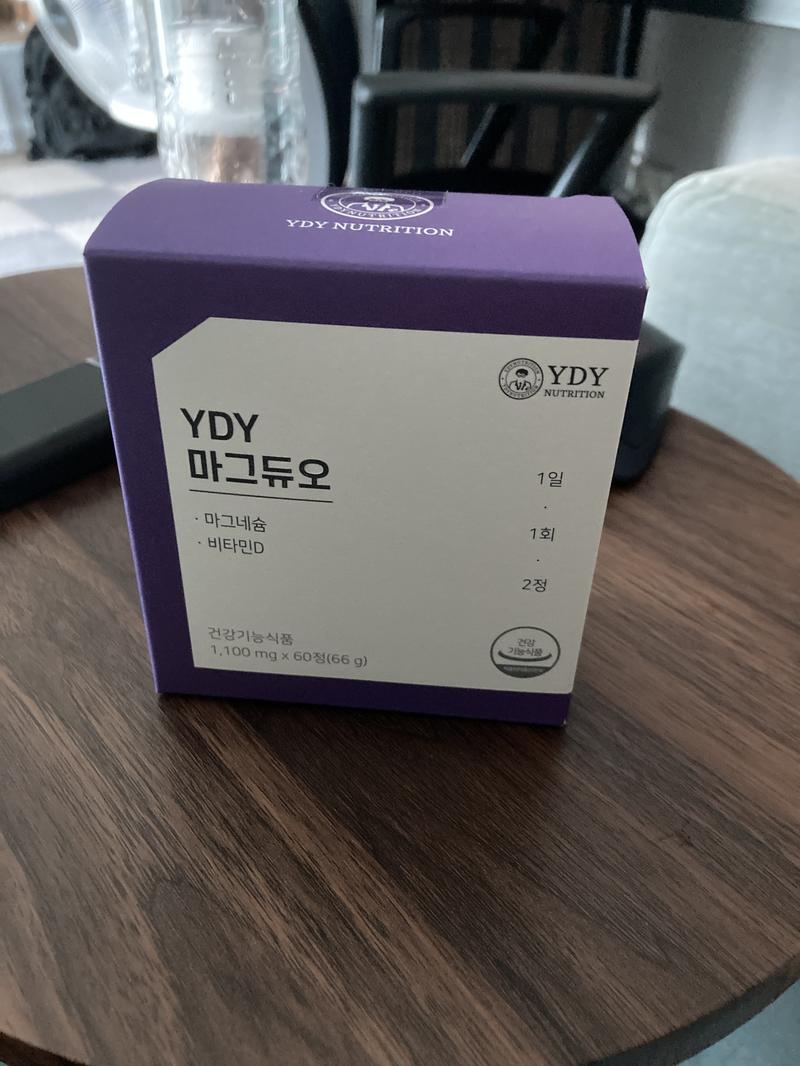 YDYNUTRITION
YDY NUTRITION
YDY
NUTRITION
YDY
마그듀오
· 마그네슘
· 비타민D
1일
·
1회
·
2정
건강기능식품
1,100 mg x 60정(66 g)
건강
기능식품